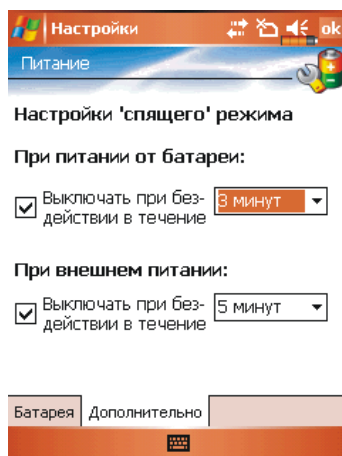 Настройки
ok
Питание
Настройки 'спящего' режима
При питании от батареи:
Выключать при без-
действии в течение
3 минут
При внешнем питании:
Выключать при без-
действии в течение
5 минут
Батарея Дополнительно